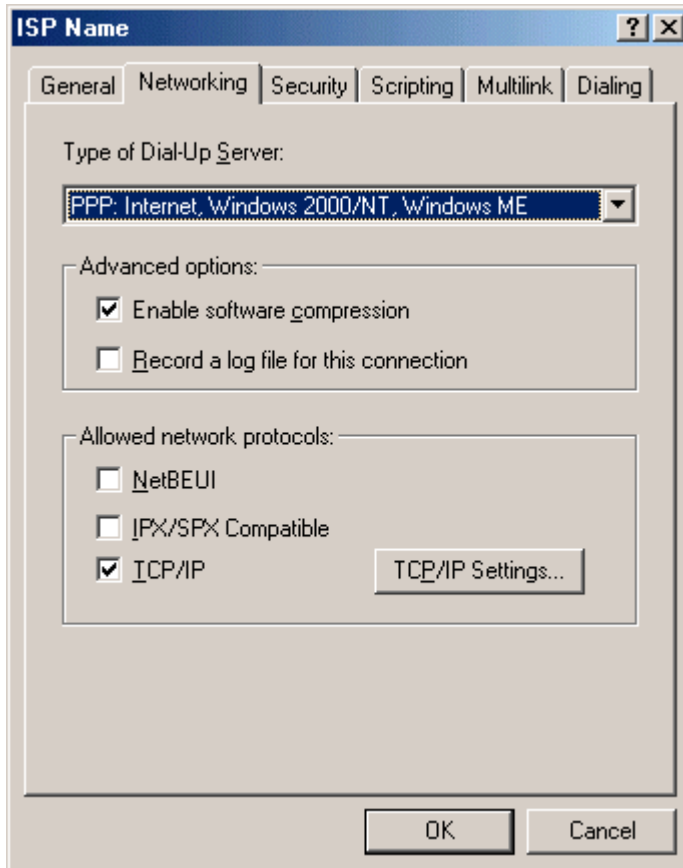 ISP Name
General Networking Security Scripting Multilink Dialing
Type of Dial-Up Server:
PPP: Internet, Windows 2000/NT, Windows ME
Advanced options:
Enable software compression
Record a log file for this connection
Allowed network protocols:
NetBEUI
IPX/SPX Compatible
TCP/IP TCP/IP Settings...
OK Cancel